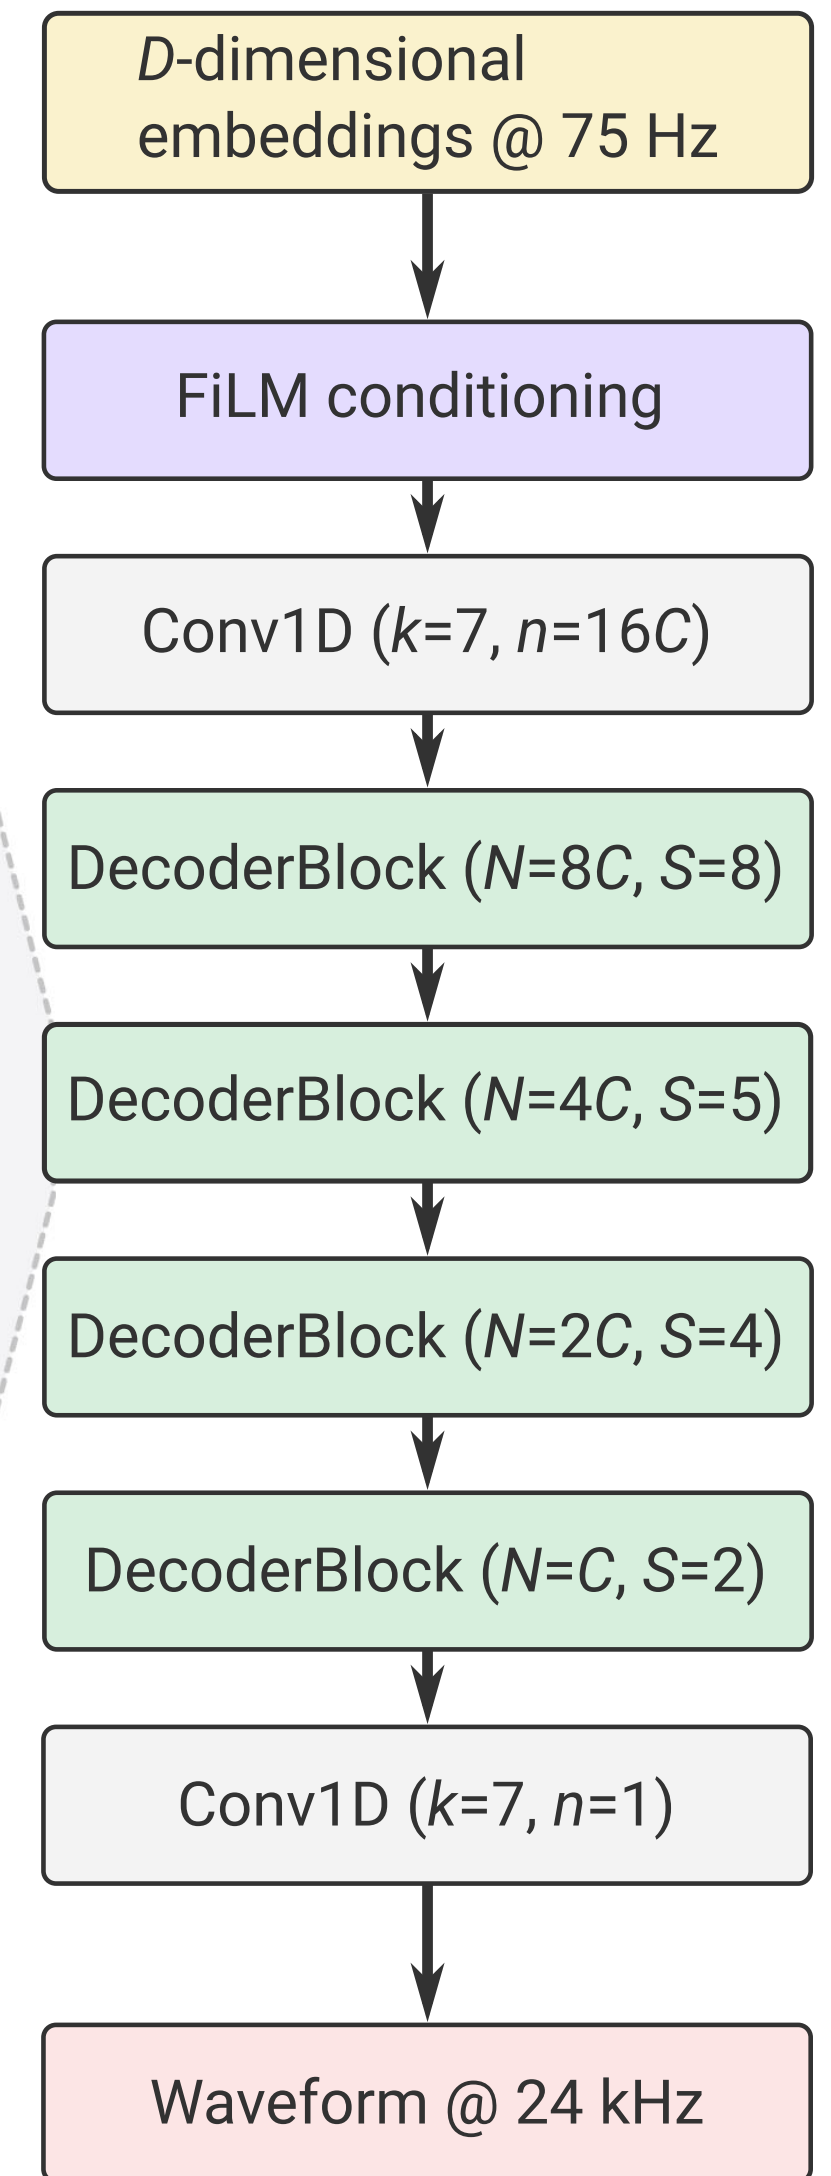 D-dimensional
embeddings @ 75 Hz
FiLM conditioning
Conv1D (k=7, n=16C)
DecoderBlock (N=8C, S=8)
DecoderBlock (N=4C, S=5)
DecoderBlock (N=2C, S=4)
DecoderBlock (N=C, S=2)
Conv1D (k=7, n=1)
Waveform @ 24 kHz